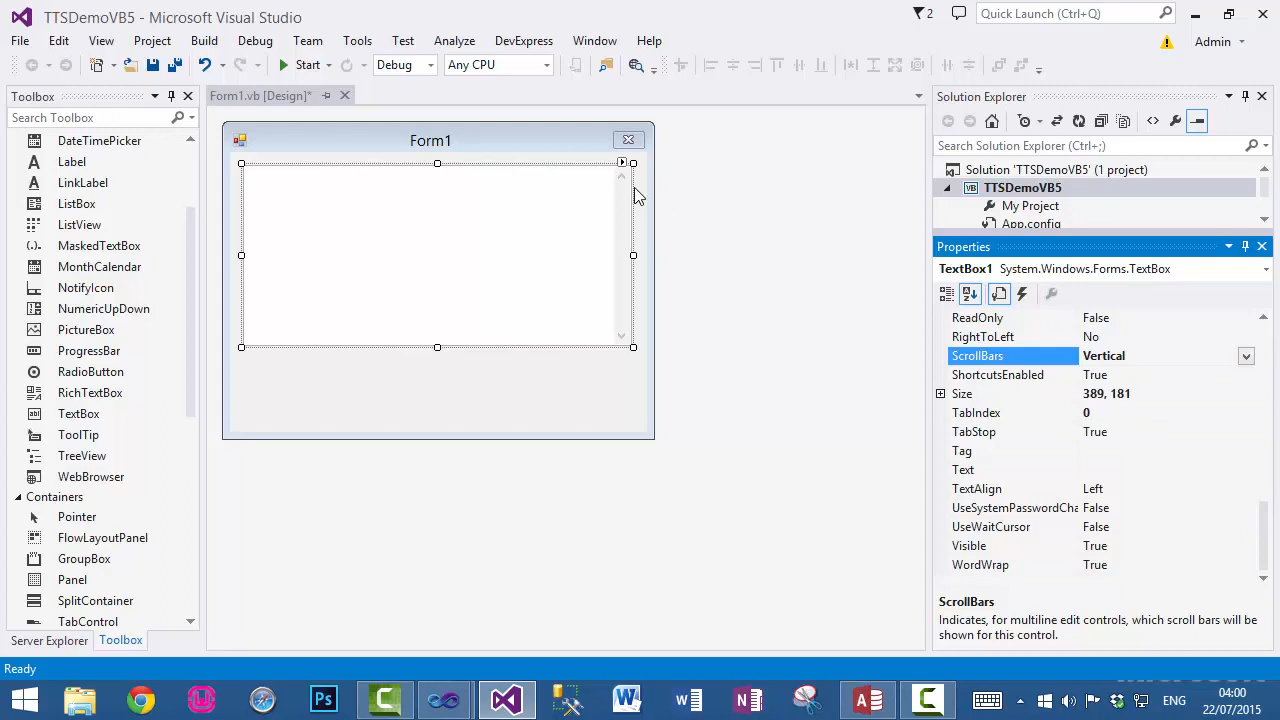 TTSDemoVB5 - Microsoft Visual Studio
2
Quick Launch (Ctrl+Q)
File Edit View Project Build Debug Team Tools Test Analyze DevExpress Window Help
Admin
Start Debug Any CPU
Toolbox
Form1.vb [Design]*
Solution Explorer
Search Toolbox
DateTimePicker
A Label
A LinkLabel
ListBox
ListView
MaskedTextBox
MonthCalendar
NotifyIcon
NumericUpDown
PictureBox
ProgressBar
RadioButton
RichTextBox
TextBox
ToolTip
TreeView
WebBrowser
Containers
Pointer
FlowLayoutPanel
GroupBox
Panel
SplitContainer
TabControl
Server Explorer Toolbox
Form1
Search Solution Explorer (Ctrl+;)
Solution 'TTSDemoVB5' (1 project)
VB TTSDemoVB5
My Project
App.config
Properties
TextBox1 System.Windows.Forms.TextBox
ReadOnly False
RightToLeft No
ScrollBars Vertical
ShortcutsEnabled True
Size 389, 181
TabIndex 0
TabStop True
Tag
Text
TextAlign Left
UseSystemPasswordCha False
UseWaitCursor False
Visible True
WordWrap True
ScrollBars
Indicates, for multiline edit controls, which scroll bars will be
shown for this control.
Ready
Ps
ENG
04:00
22/07/2015